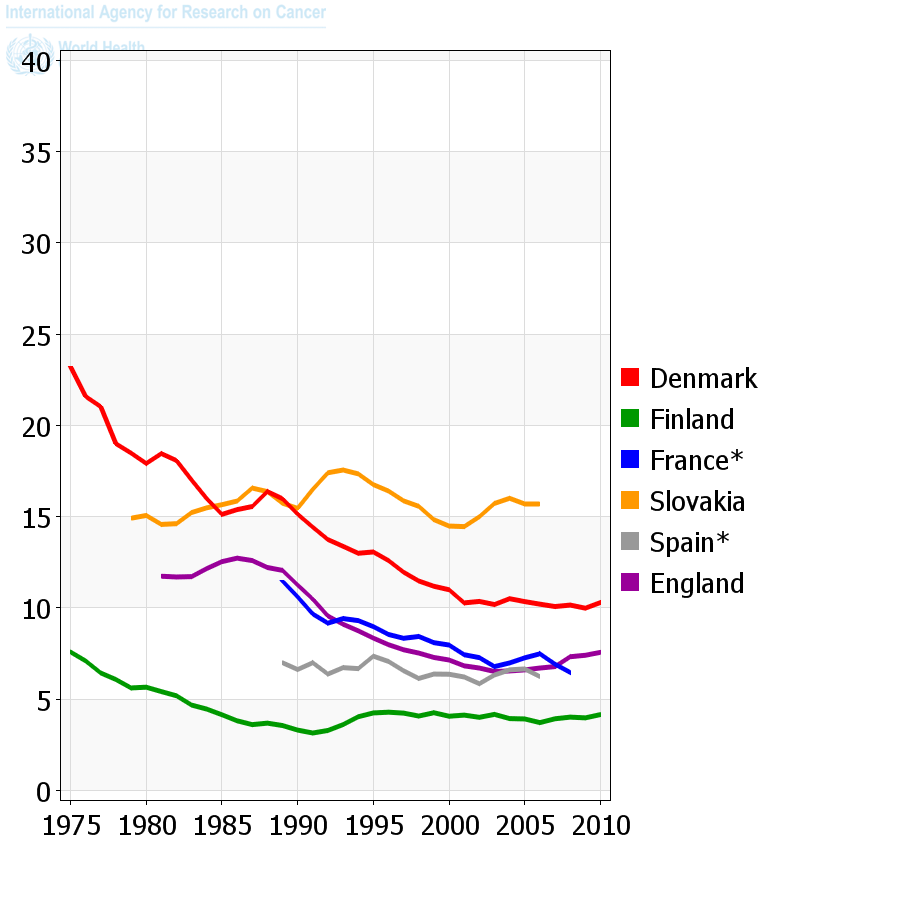 International Agency for Research on Cancer
World Health
40
35
30
25
20
15
10
5
0
1975 1980 1985 1990 1995 2000 2005 2010
Denmark
Finland
France*
Slovakia
Spain*
England